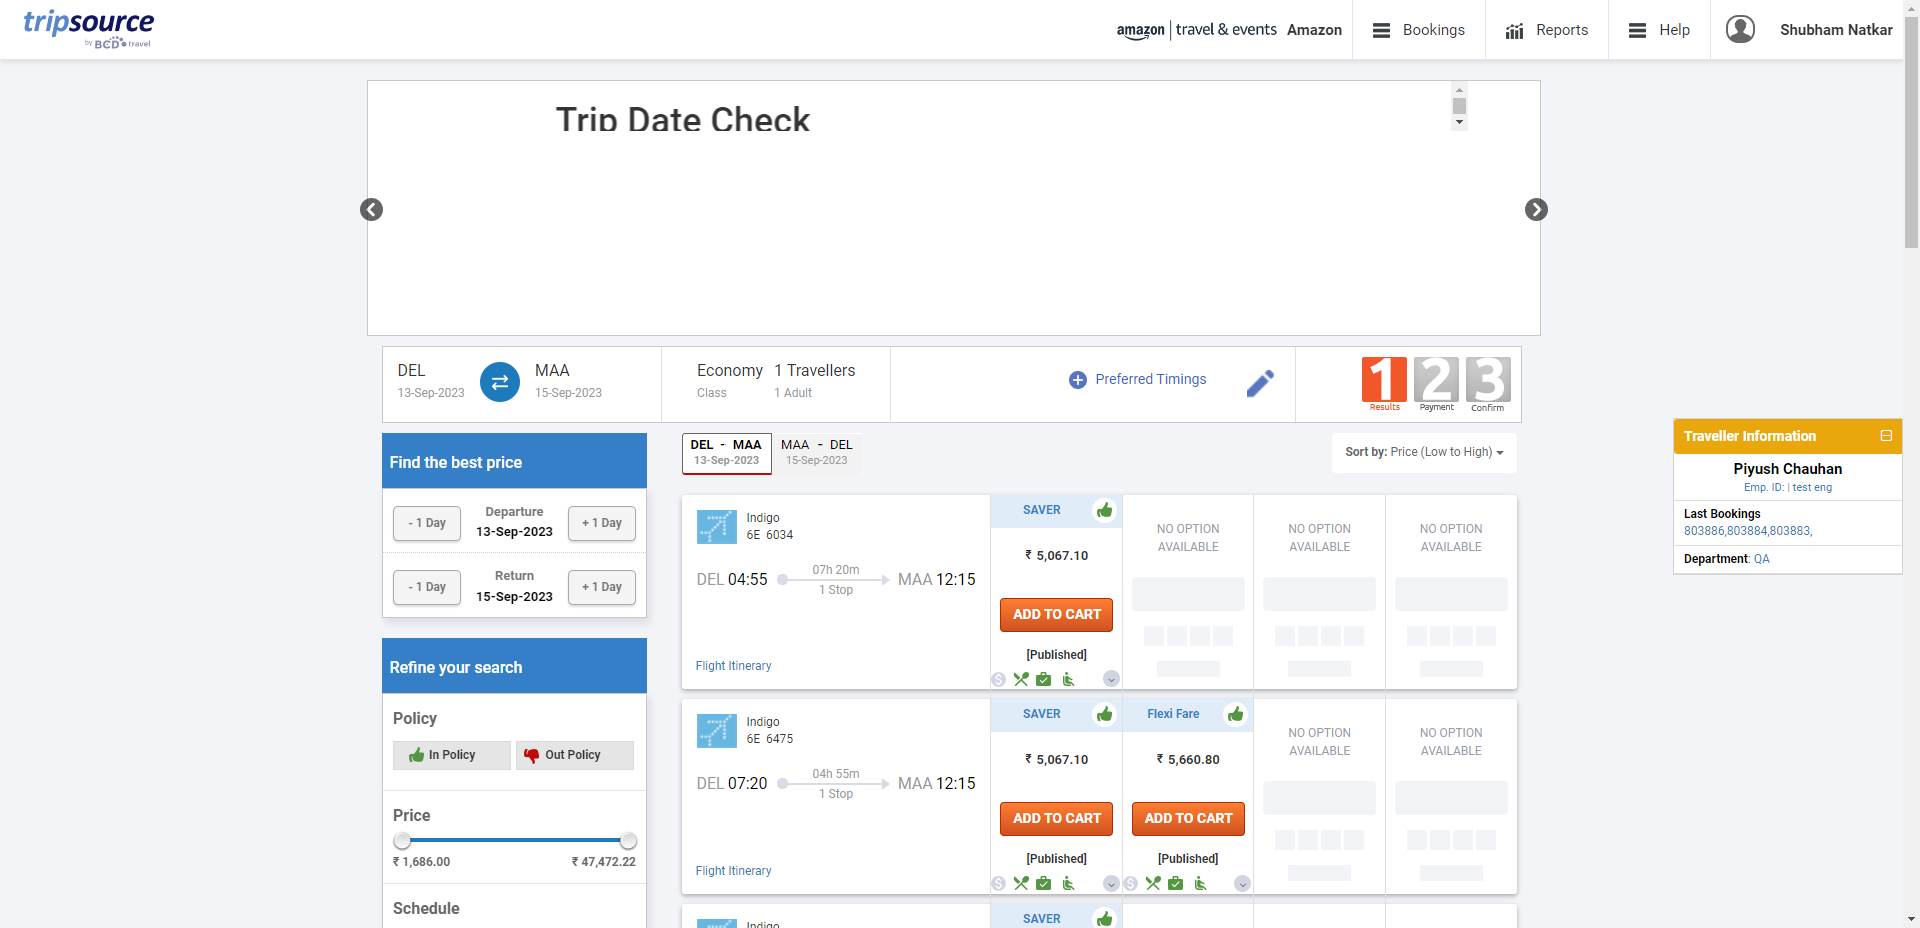 tripsource
by BCD travel
amazon | travel & events Amazon
Bookings
Reports
Help
Shubham Natkar
Trip Date Check
DEL
13-Sep-2023
MAA
15-Sep-2023
Economy
Class
1 Travellers
1 Adult
Preferred Timings
1 2 3
Results Payment Confirm
Find the best price
- 1 Day
Departure
13-Sep-2023
+ 1 Day
- 1 Day
Return
15-Sep-2023
+ 1 Day
Refine your search
Policy
In Policy
Out Policy
Price
₹ 1,686.00
₹ 47,472.22
Schedule
DEL - MAA
13-Sep-2023
MAA - DEL
15-Sep-2023
Sort by: Price (Low to High)
Indigo
6E 6034
DEL 04:55
07h 20m
1 Stop
MAA 12:15
Flight Itinerary
SAVER
₹ 5,067.10
ADD TO CART
[Published]
NO OPTION
AVAILABLE
NO OPTION
AVAILABLE
NO OPTION
AVAILABLE
Indigo
6E 6475
DEL 07:20
04h 55m
1 Stop
MAA 12:15
Flight Itinerary
SAVER
₹ 5,067.10
ADD TO CART
[Published]
Flexi Fare
₹ 5,660.80
ADD TO CART
[Published]
NO OPTION
AVAILABLE
NO OPTION
AVAILABLE
Indigo
SAVER
Traveller Information
Piyush Chauhan
Emp. ID: | test eng
Last Bookings
803886,803884,803883,
Department: QA